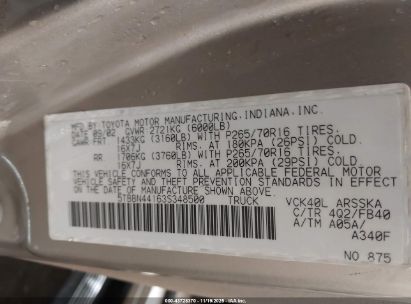 MFD BY: TOYOTA MOTOR MANUFACTURING, INDIANA, INC.
DATE 09/02 GVWR 2721KG (6000LB)
GAWR FRT 1433KG (3160LB) WITH P265/70R16 TIRES,
16X7J RIMS, AT 180KPA (26PSI) COLD
RR 1706KG (3760LB) WITH P265/70R16 TIRES,
16X7J RIMS, AT 200KPA (29PSI) COLD
THIS VEHICLE CONFORMS TO ALL APPLICABLE FEDERAL MOTOR
VEHICLE SAFETY AND THEFT PREVENTION STANDARDS IN EFFECT
ON THE DATE OF MANUFACTURE SHOWN ABOVE.
5TBBN44163S348500 TRUCK
VCK40L ARSSKA
C/TR 4Q2/FB40
A/TM A05A/
A340F
NO 875